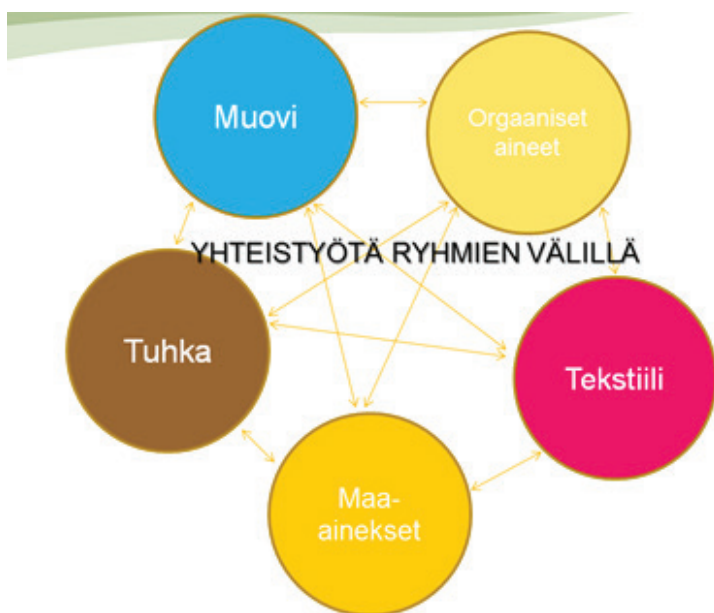 Muovi
Orgaaniset
aineet
YHTEISTYÖTÄ RYHMIEN VÄLILLÄ
Tuhka
Tekstiili
Maa-
ainekset